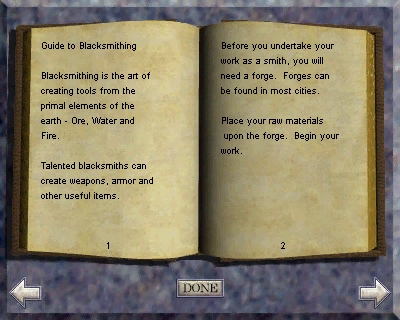 Guide to Blacksmithing
Blacksmithing is the art of
creating tools from the
primal elements of the
earth - Ore, Water and
Fire.
Talented blacksmiths can
create weapons, armor and
other useful items.
1
Before you undertake your
work as a smith, you will
need a forge. Forges can
be found in most cities.
Place your raw materials
upon the forge. Begin your
work.
2
DONE